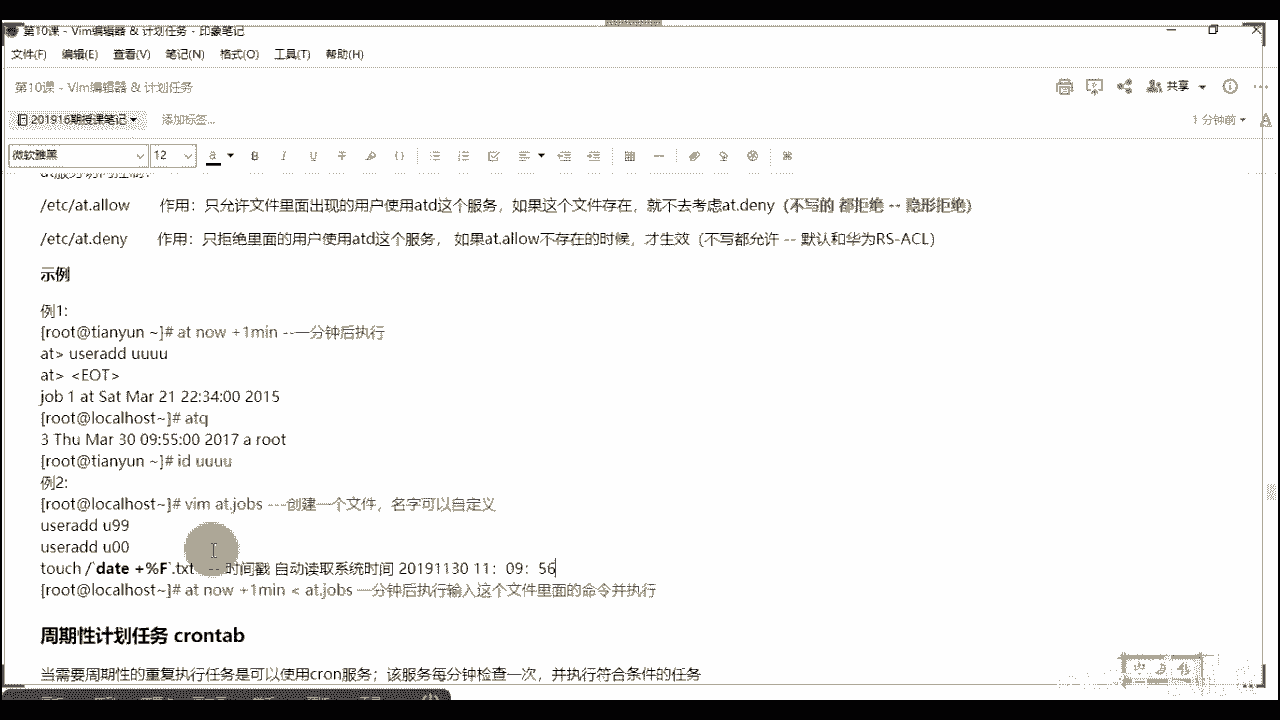 第10课 - Vim编辑器 & 计划任务 - 印象笔记
文件(F) 编辑(E) 查看(V) 笔记(N) 格式(O) 工具(T) 帮助(H)
第10课 - Vim编辑器 & 计划任务
共享
201916期授课笔记 添加标签...
1 分钟前
微软雅黑 12
/etc/at.allow 作用：只允许文件里面出现的用户使用atd这个服务，如果这个文件存在，就不去考虑at.deny（不写的 都拒绝 -- 隐形拒绝）
/etc/at.deny 作用：只拒绝里面的用户使用atd这个服务， 如果at.allow不存在的时候，才生效（不写都允许 -- 默认和华为RS-ACL）
示例
例1:
[root@tianyun ~]# at now +1min --一分钟后执行
at> useradd uuuu
at> <EOT>
job 1 at Sat Mar 21 22:34:00 2015
[root@localhost~]# atq
3 Thu Mar 30 09:55:00 2017 a root
[root@tianyun ~]# id uuuu
例2:
[root@localhost~]# vim at.jobs ---创建一个文件，名字可以自定义
useradd u99
useradd u00
touch /`date +%F`.txt -- 时间戳 自动读取系统时间 20191130 11：09：56
[root@localhost~]# at now +1min < at.jobs —分钟后执行输入这个文件里面的命令并执行
周期性计划任务 crontab
当需要周期性的重复执行任务是可以使用cron服务；该服务每分钟检查一次，并执行符合条件的任务